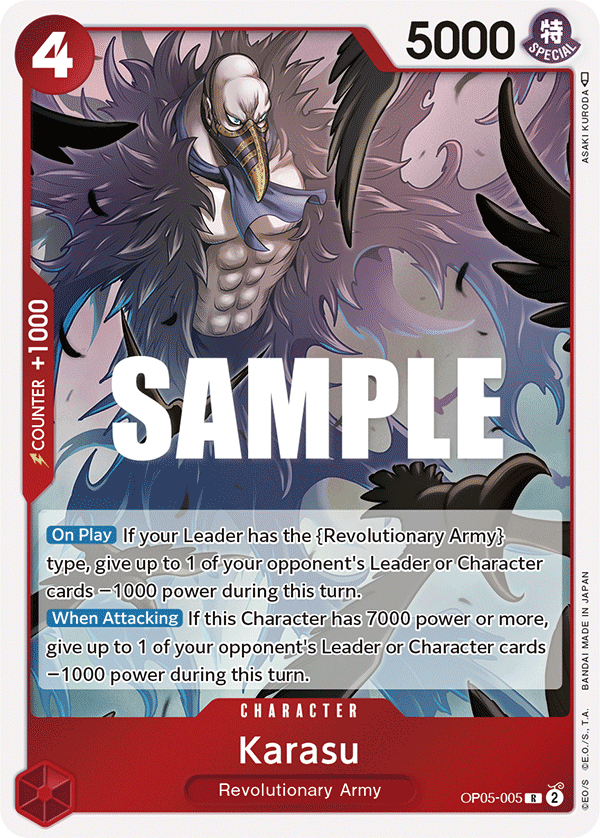 4
5000
特
SPECIAL
ASAKI KURODA
COUNTER +1000
SAMPLE
On Play If your Leader has the {Revolutionary Army}
type, give up to 1 of your opponent's Leader or Character
cards −1000 power during this turn.
When Attacking If this Character has 7000 power or more,
give up to 1 of your opponent's Leader or Character cards
−1000 power during this turn.
CHARACTER
Karasu
Revolutionary Army
OP05-005 R 2
©EO/S ©E.O./S., T.A. BANDAI MADE IN JAPAN